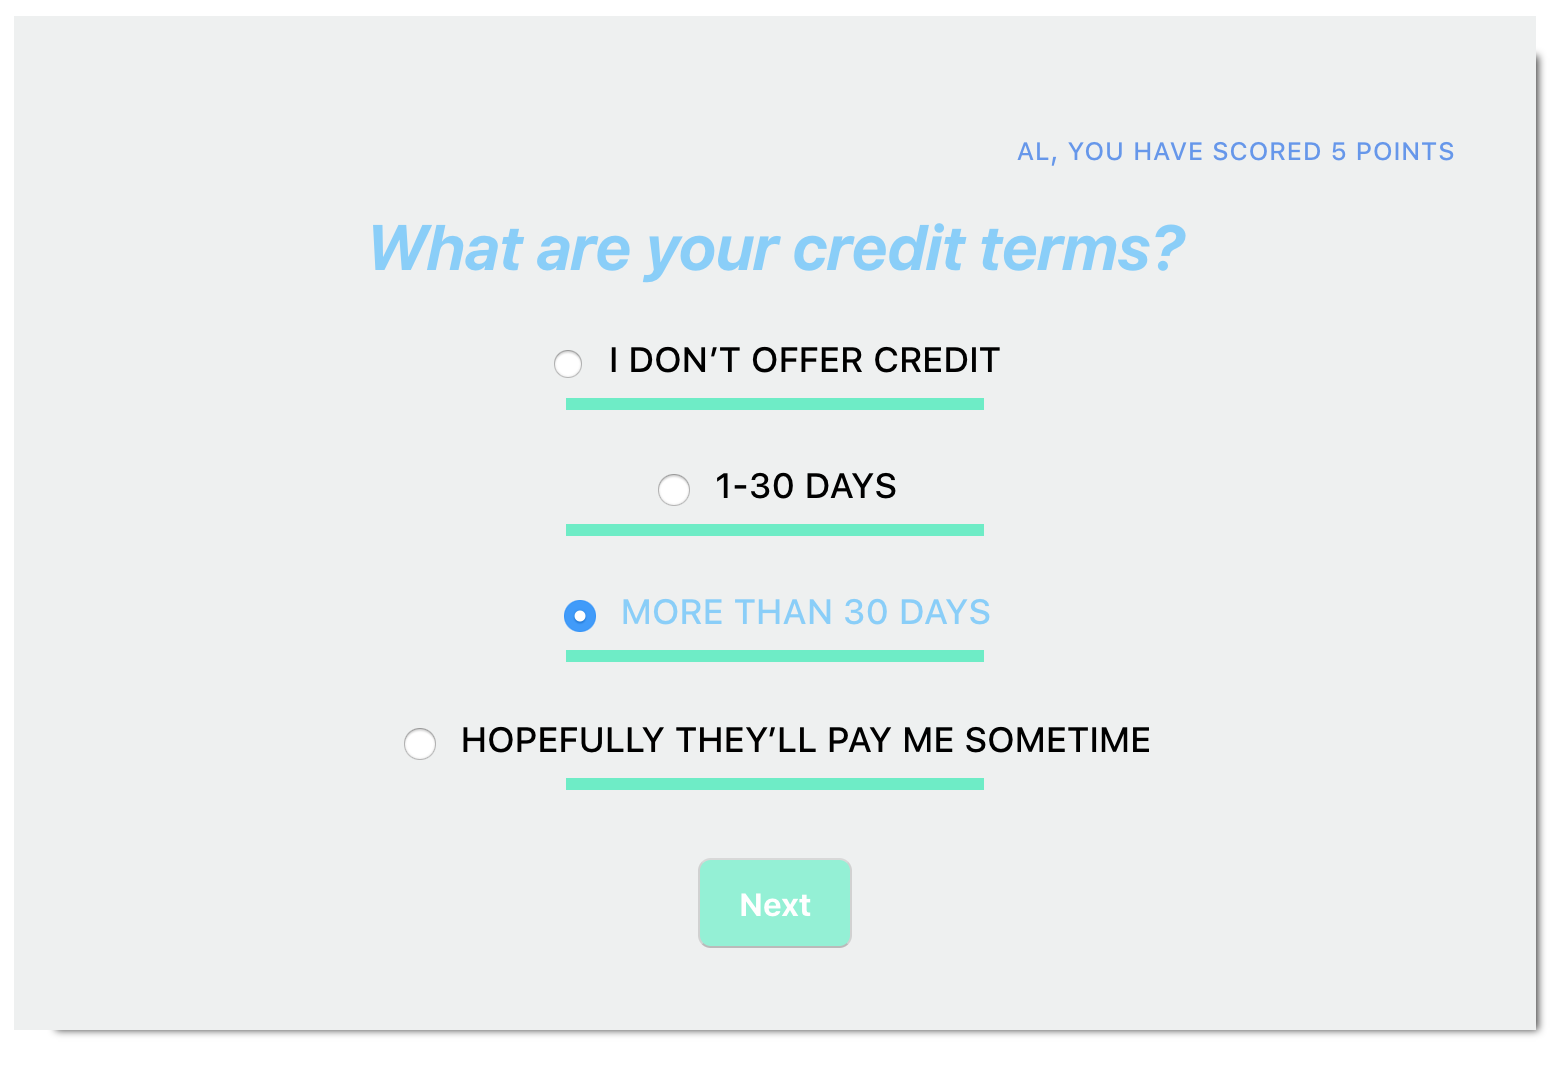 AL, YOU HAVE SCORED 5 POINTS
What are your credit terms?
I DON’T OFFER CREDIT
1-30 DAYS
MORE THAN 30 DAYS
HOPEFULLY THEY’LL PAY ME SOMETIME
Next